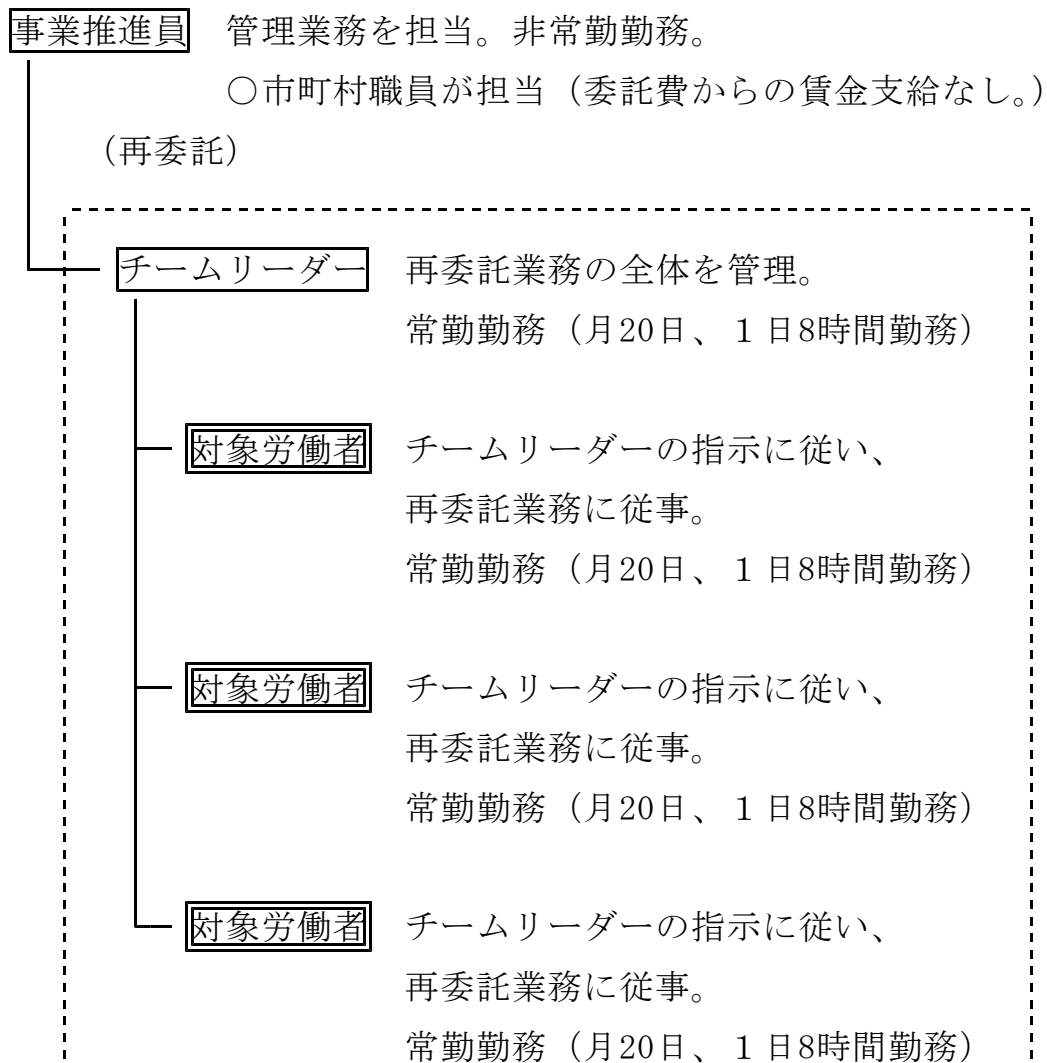 事業推進員　管理業務を担当。非常勤勤務。
○市町村職員が担当（委託費からの賃金支給なし。）
（再委託）
チームリーダー　再委託業務の全体を管理。
常勤勤務（月20日、１日8時間勤務）
対象労働者　チームリーダーの指示に従い、
再委託業務に従事。
常勤勤務（月20日、１日8時間勤務）
対象労働者　チームリーダーの指示に従い、
再委託業務に従事。
常勤勤務（月20日、１日8時間勤務）
対象労働者　チームリーダーの指示に従い、
再委託業務に従事。
常勤勤務（月20日、１日8時間勤務）